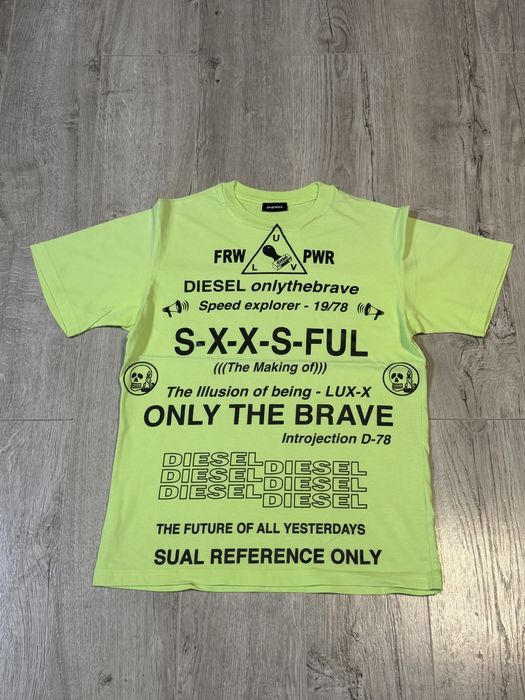 DIESEL
U
FRW L V PWR
DIESEL onlythebrave
Speed explorer - 19/78
S-X-X-S-FUL
(((The Making of)))
The Illusion of being - LUX-X
ONLY THE BRAVE
Introjection D-78
DIESEL DIESEL
DIESEL DIESEL
DIESEL DIESEL
THE FUTURE OF ALL YESTERDAYS
SUAL REFERENCE ONLY